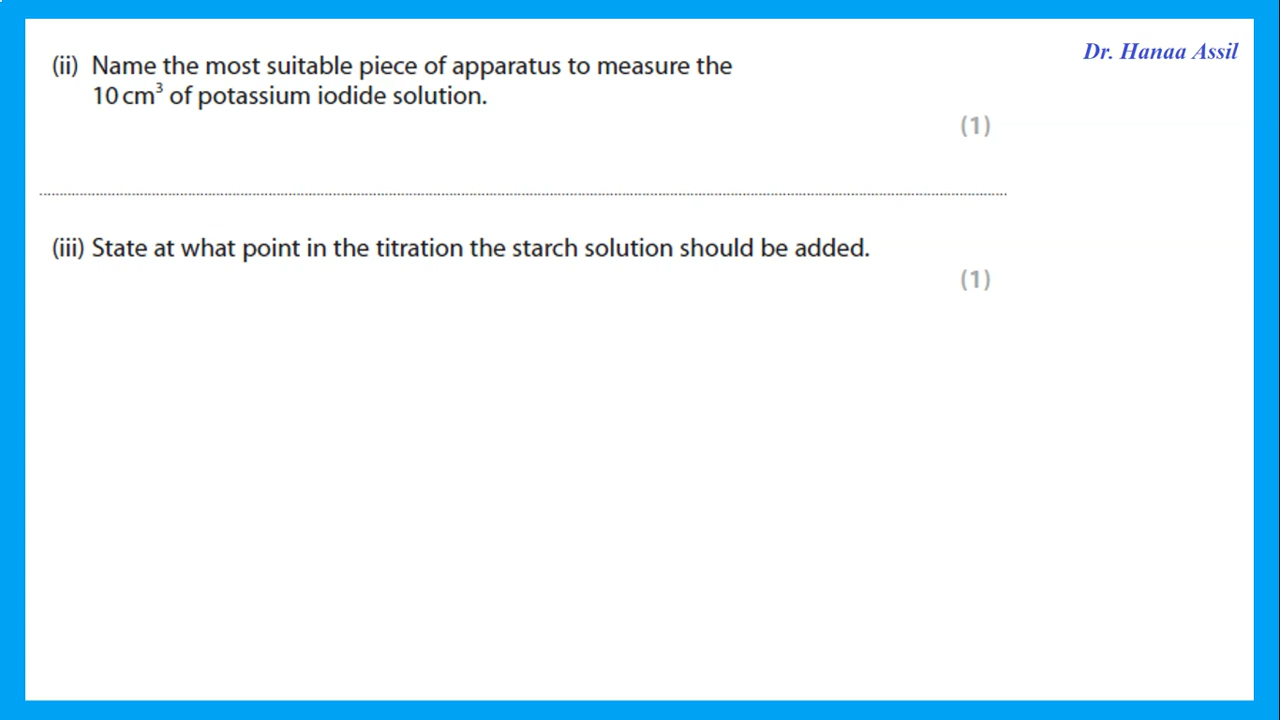 Dr. Hanaa Assil
(ii) Name the most suitable piece of apparatus to measure the
10 cm³ of potassium iodide solution.
(1)
(iii) State at what point in the titration the starch solution should be added.
(1)